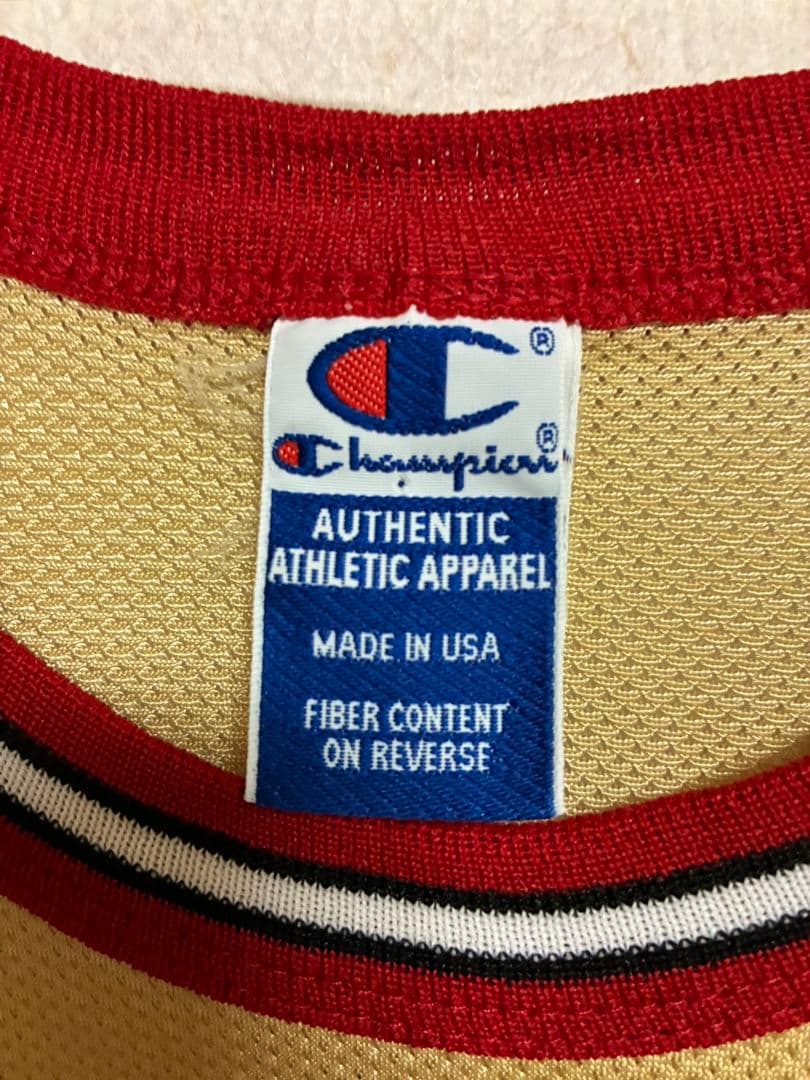 ®
Champion®
AUTHENTIC
ATHLETIC APPAREL
MADE IN USA
FIBER CONTENT
ON REVERSE